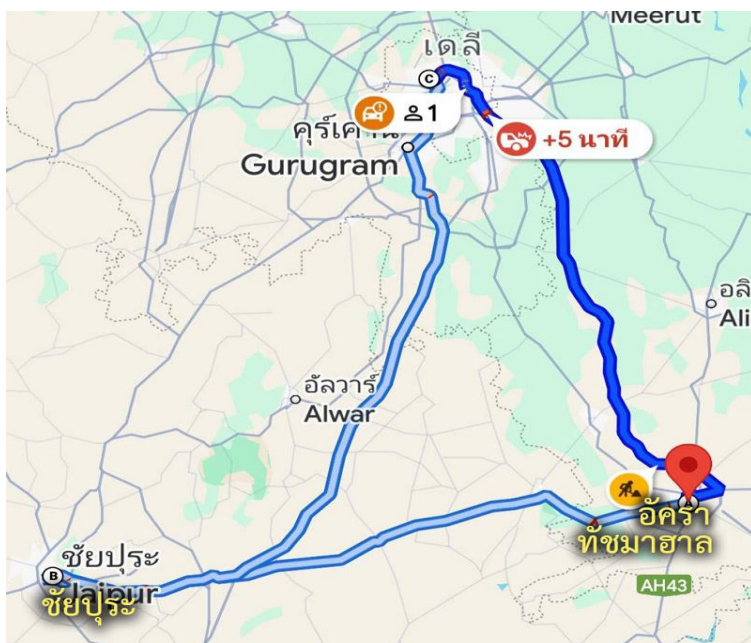 Meerut
เดลี
C
1
คุร์เคาน
Gurugram
+5 นาที
อลี
Ali
อัลวาร์
Alwar
อัครา
ทัชมาฮาล
ชัยปุระ
B
Jaipur
ชัยปุระ
AH43